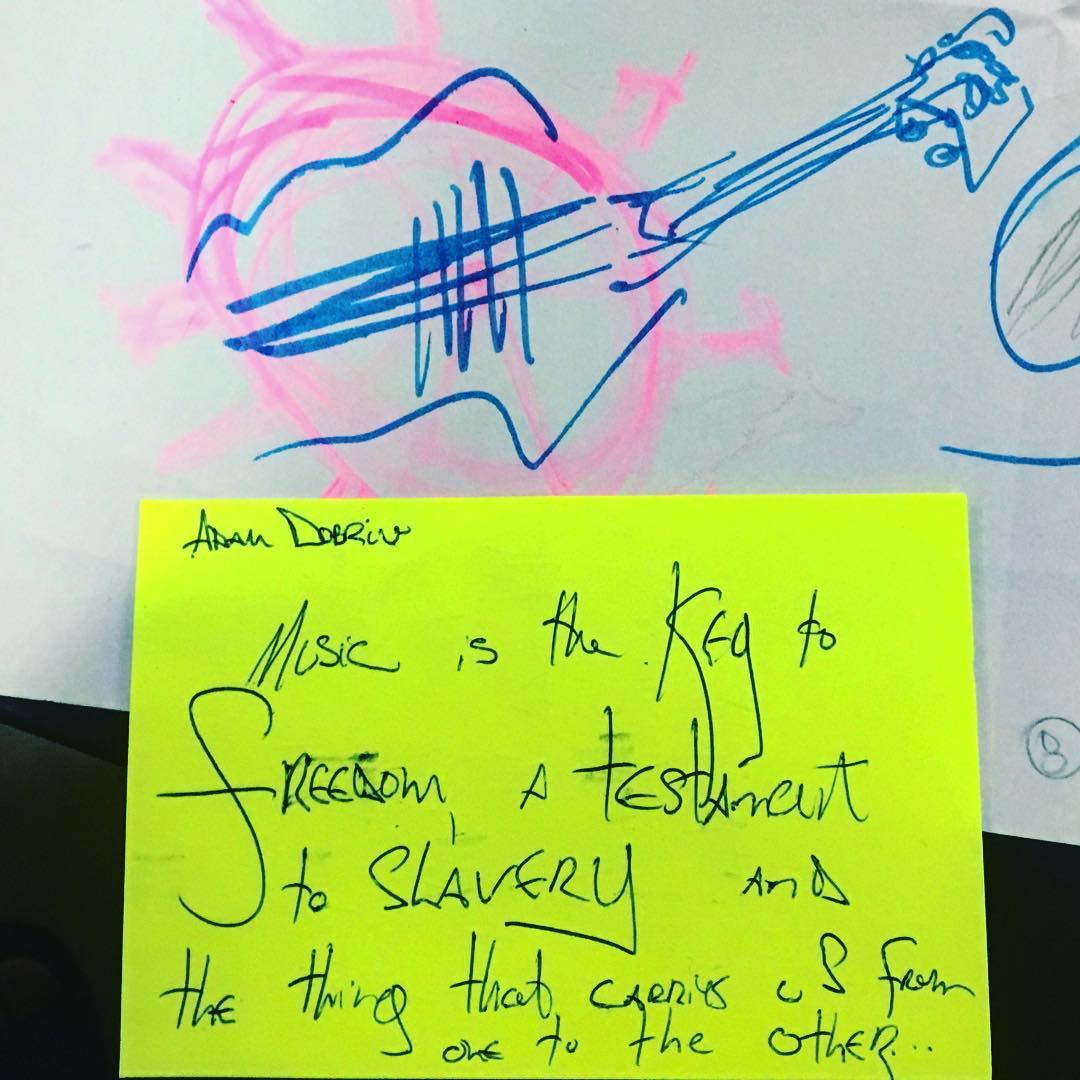 Adam Dobrin
Music is the Key to
Freedom, a testament
to SLAVERY and
the thing that carries us from
one to the other...
8